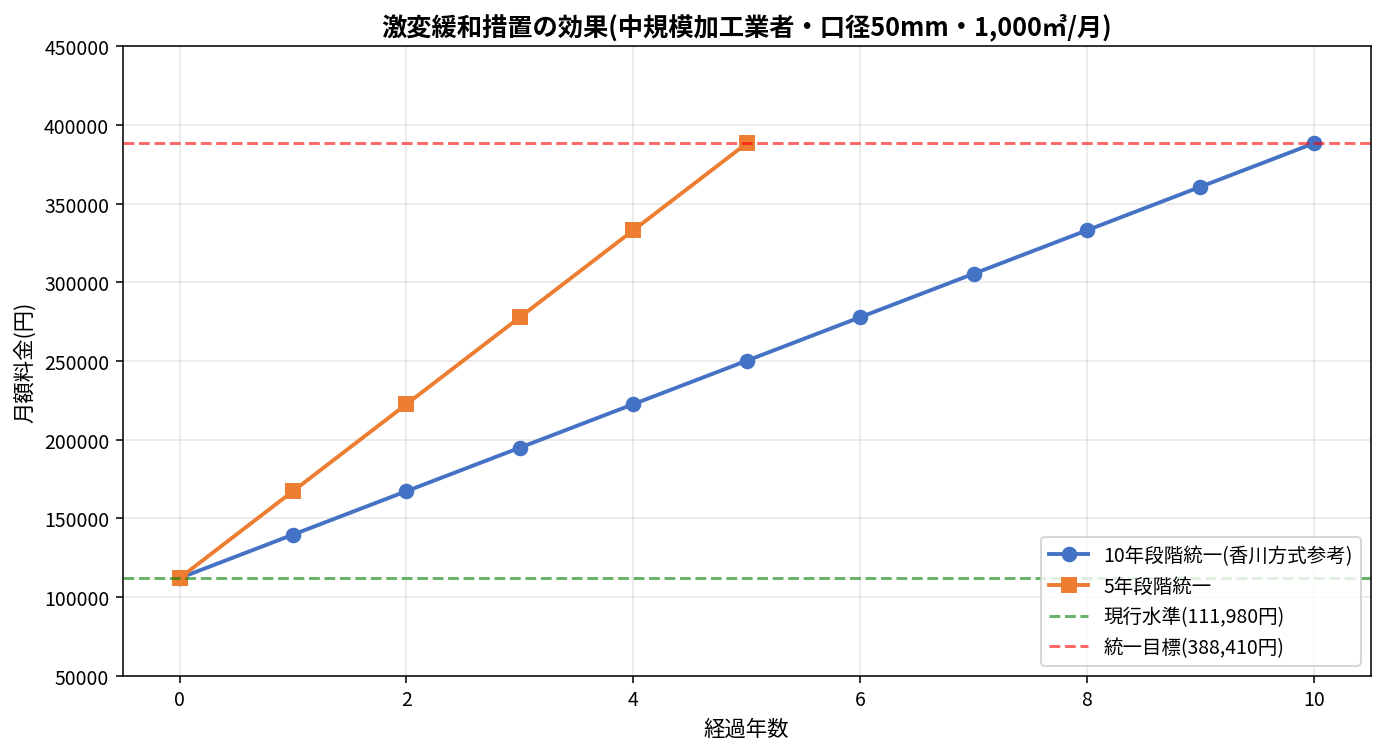 激変緩和措置の効果(中規模加工業者・口径50mm・1,000㎥/月)
月額料金(円)
450000
400000
350000
300000
250000
200000
150000
100000
50000
0
2
4
6
8
10
経過年数
10年段階統一(香川方式参考)
5年段階統一
現行水準(111,980円)
統一目標(388,410円)